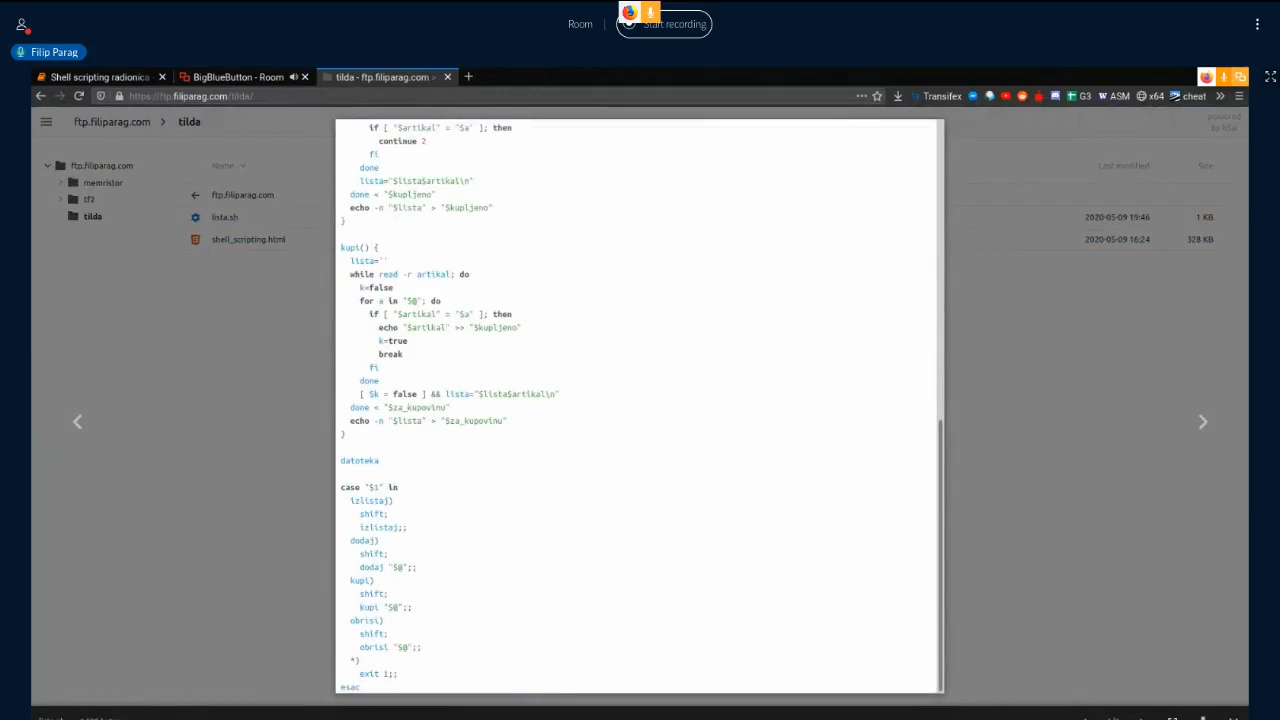 Room
Start recording
Filip Parag
Shell scripting radionica
BigBlueButton - Room
tilda - ftp.filiparag.com
https://ftp.filiparag.com/tilda/
Transfex
G3
ASM
x64
cheat
ftp.filiparag.com > tilda
powered
by h5ai
ftp.filiparag.com
memristor
tf2
tilda
Name
Last modified
Size
ftp.filiparag.com
lista.sh
2020-05-09 19:46
1 KB
shell_scripting.html
2020-05-09 16:24
328 KB
if [ "$artikal" = "$a" ]; then
continue 2
fi
done
lista="$lista$artikal\n"
done < "$kupljeno"
echo -n "$lista" > "$kupljeno"
}
kupi() {
lista=``
while read -r artikal; do
k=false
for a in "$@"; do
if [ "$artikal" = "$a" ]; then
echo "$artikal" >> "$kupljeno"
k=true
break
fi
done
[ $k = false ] && lista="$lista$artikal\n"
done < "$za_kupovinu"
echo -n "$lista" > "$za_kupovinu"
}
datoteka
case "$1" in
izlistaj)
shift;
izlistaj;;
dodaj)
shift;
dodaj "$@";;
kupi)
shift;
kupi "$@";;
obrisi)
shift;
obrisi "$@";;
*)
exit 1;;
esac